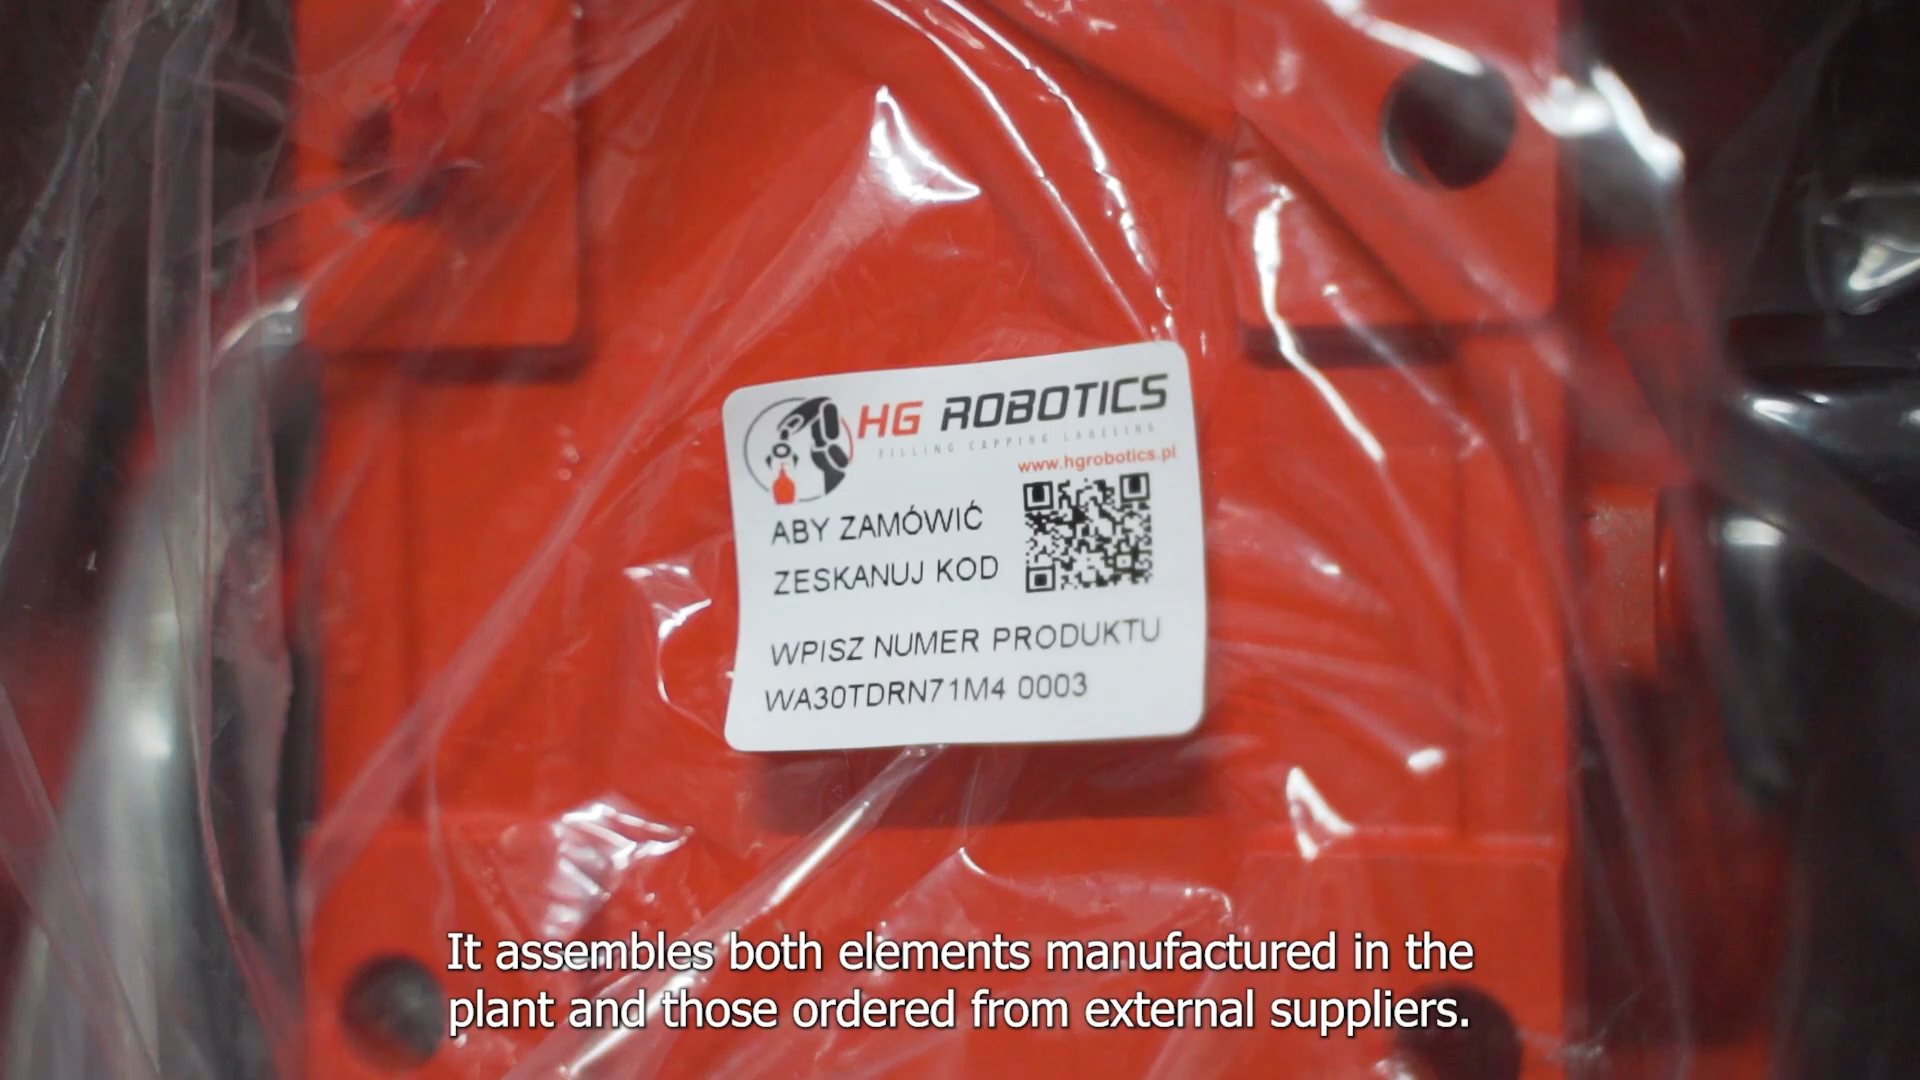 HG ROBOTICS
FILLING CAPPING LABELING
www.hgrobotics.pl
ABY ZAMÓWIĆ
ZESKANUJ KOD
WPISZ NUMER PRODUKTU
WA30TDRN71M4 0003
It assembles both elements manufactured in the
plant and those ordered from external suppliers.